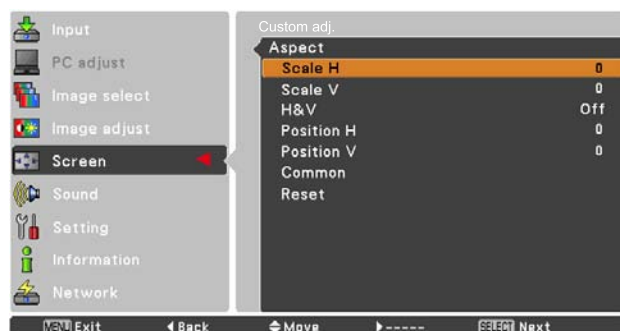 Input
PC adjust
Image select
Image adjust
Screen
Sound
Setting
Information
Network
Custom adj.
Aspect
Scale H 0
Scale V 0
H&V Off
Position H 0
Position V 0
Common
Reset
MENU Exit Back Move ----- SELECT Next